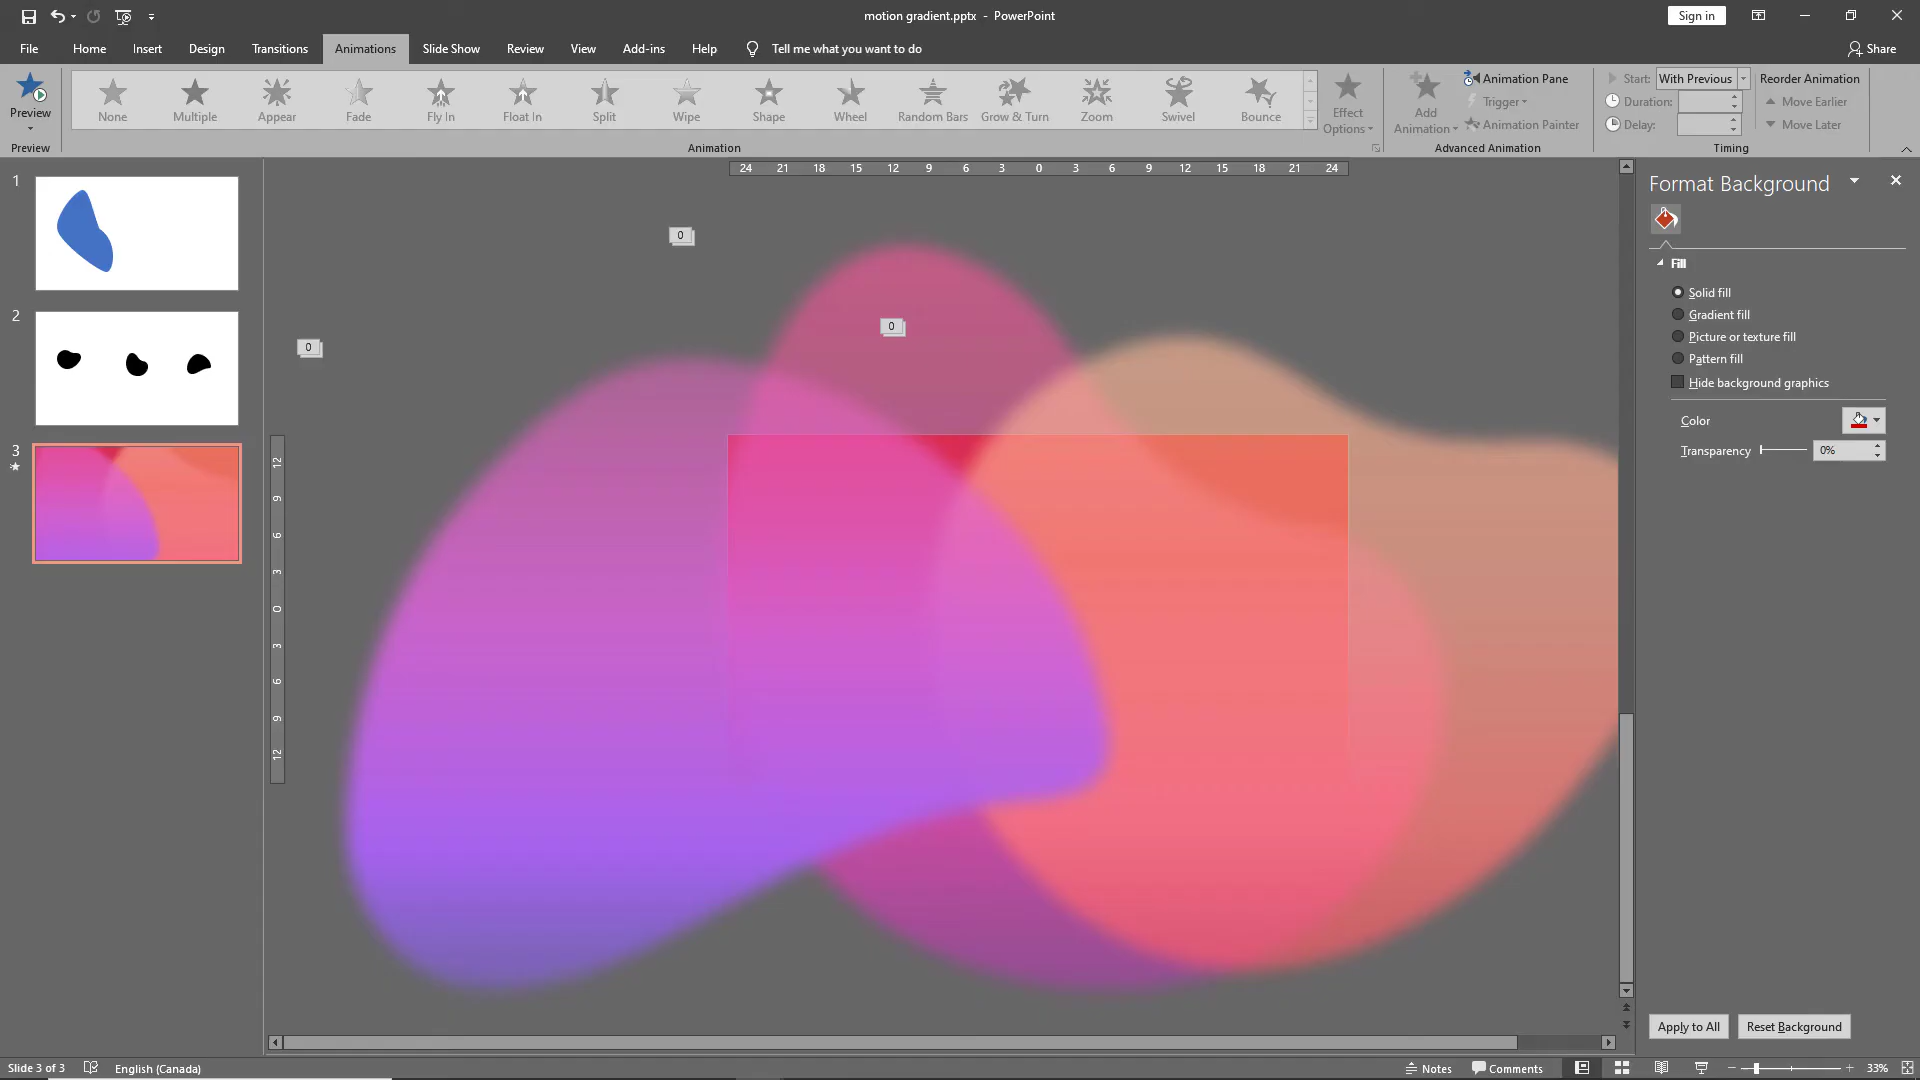 motion gradient.pptx - PowerPoint
Sign in
File Home Insert Design Transitions Animations Slide Show Review View Add-ins Help Tell me what you want to do Share
Preview
Preview
None Multiple Appear Fade Fly In Float In Split Wipe Shape Wheel Random Bars Grow & Turn Zoom Swivel Bounce
Animation
Effect Options
Add Animation
Animation Pane
Trigger
Animation Painter
Advanced Animation
Start: With Previous
Duration:
Delay:
Timing
Reorder Animation
Move Earlier
Move Later
24 21 18 15 12 9 6 3 0 3 6 9 12 15 18 21 24
1
2
3
0
0
0
12
9
6
3
0
3
6
9
12
Format Background
Fill
Solid fill
Gradient fill
Picture or texture fill
Pattern fill
Hide background graphics
Color
Transparency 0%
Apply to All Reset Background
Slide 3 of 3 English (Canada) Notes Comments 33%